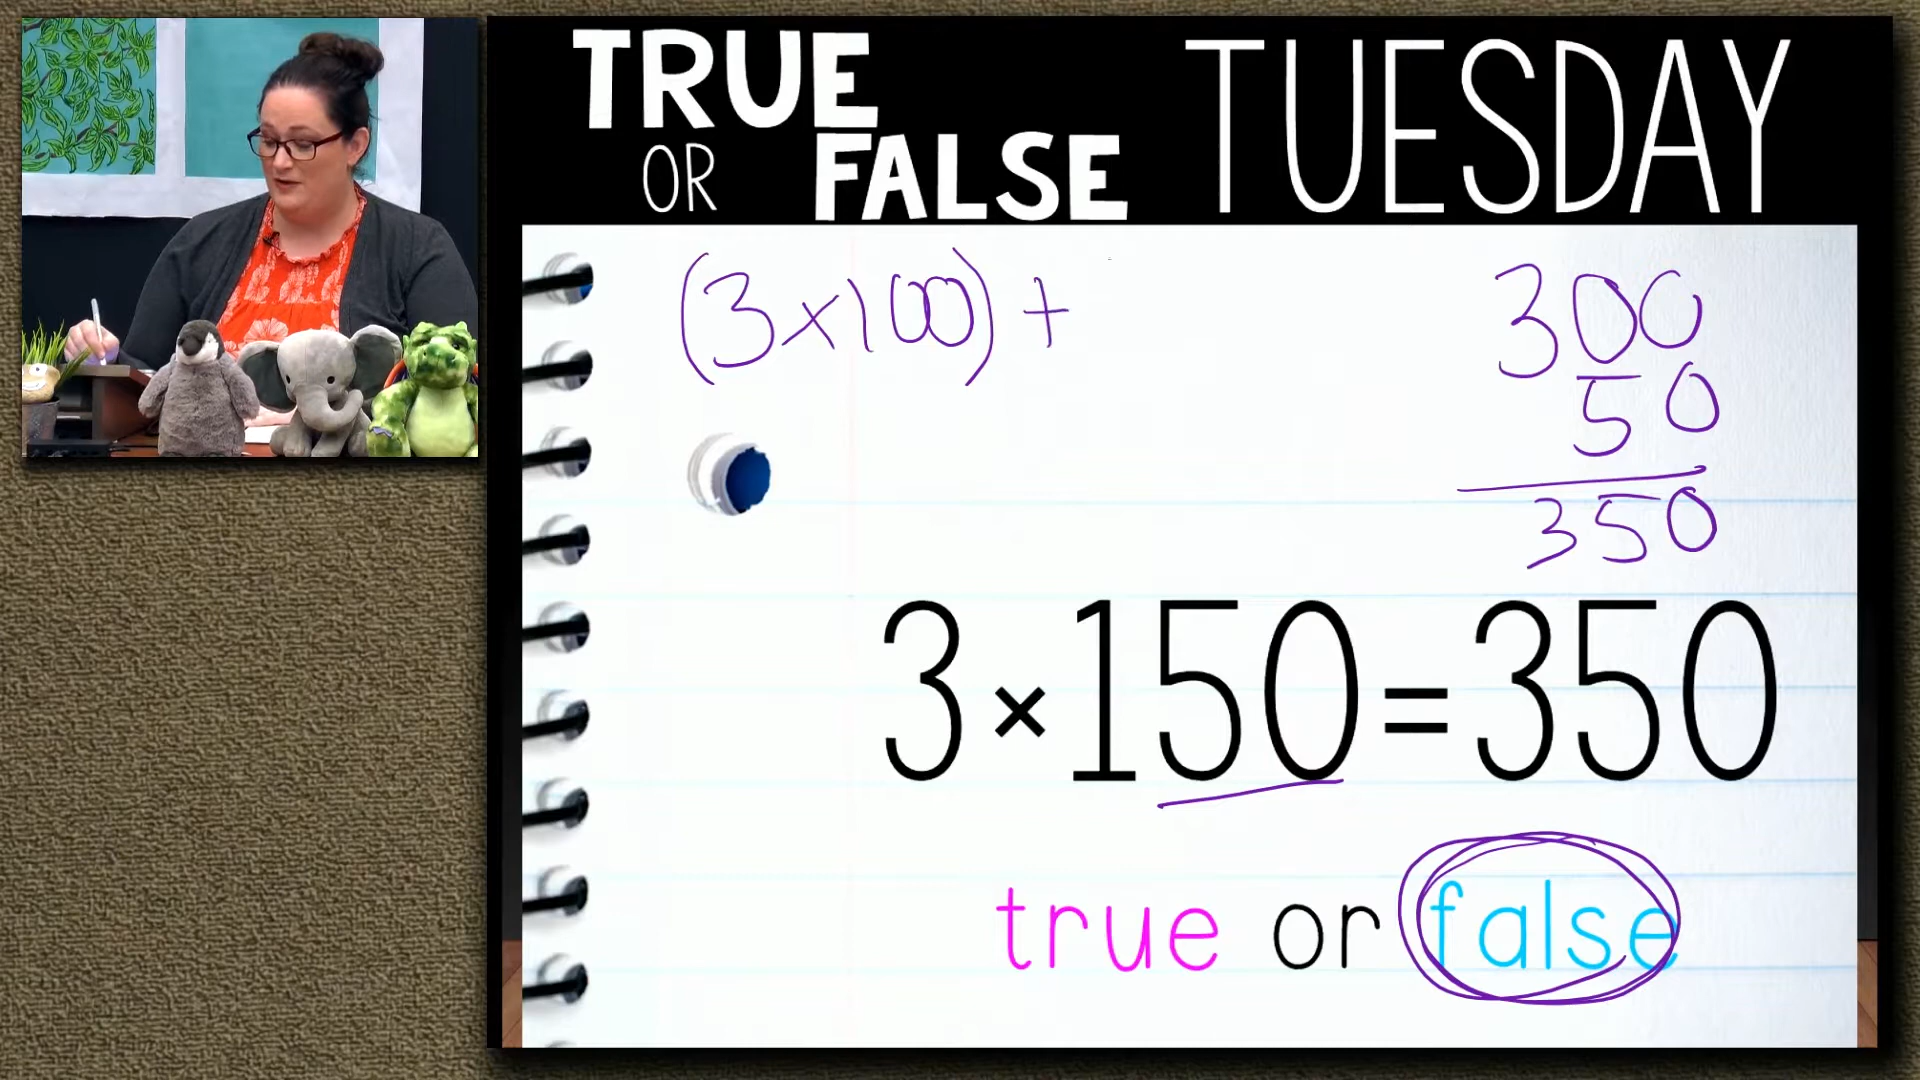 TRUE OR FALSE TUESDAY
(3×100) +
300
50
350
3×150=350
true or false